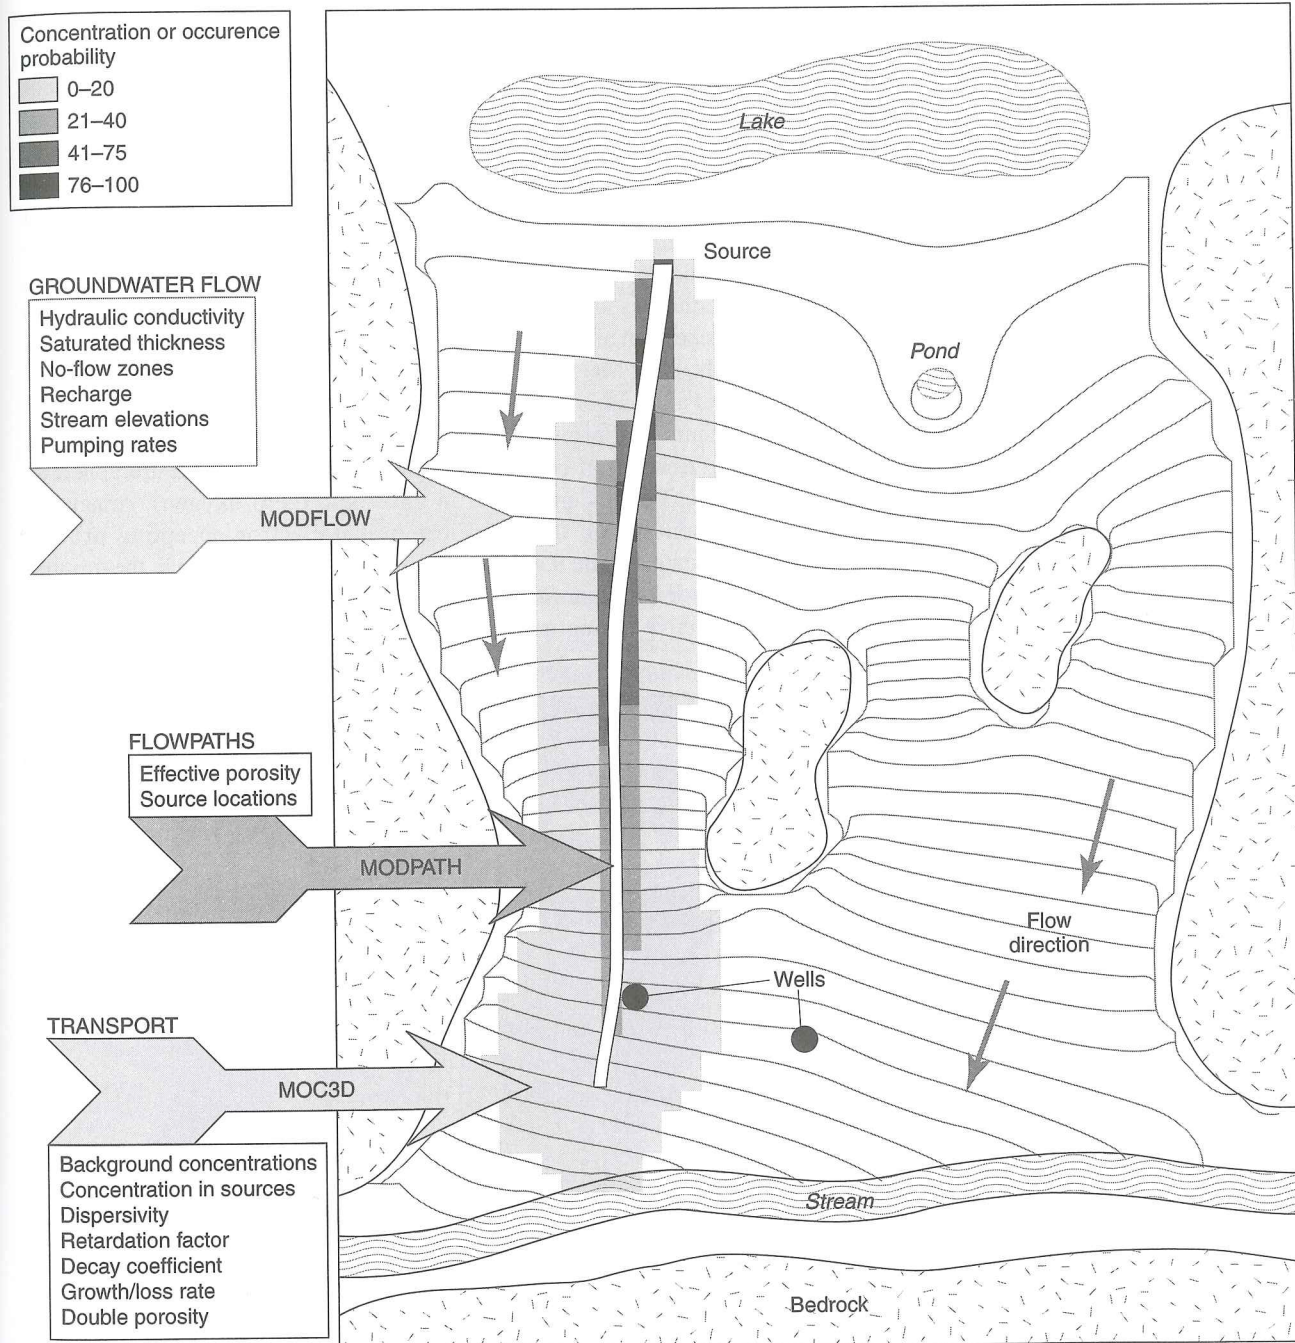 Concentration or occurence
probability
0–20
21–40
41–75
76–100
Lake
Source
Pond
GROUNDWATER FLOW
Hydraulic conductivity
Saturated thickness
No-flow zones
Recharge
Stream elevations
Pumping rates
MODFLOW
FLOWPATHS
Effective porosity
Source locations
MODPATH
Flow
direction
Wells
TRANSPORT
MOC3D
Background concentrations
Concentration in sources
Dispersivity
Retardation factor
Decay coefficient
Growth/loss rate
Double porosity
Stream
Bedrock